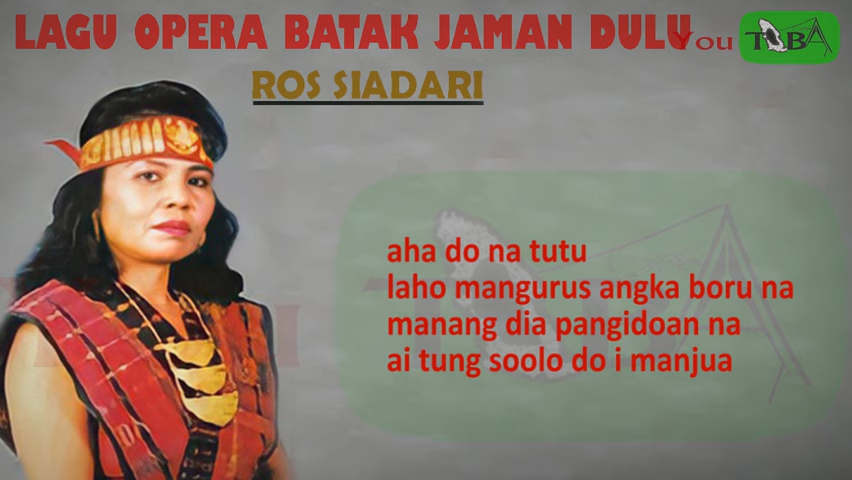 LAGU OPERA BATAK JAMAN DULU
You TOBA
ROS SIADARI
aha do na tutu
laho mangurus angka boru na
manang dia pangidoan na
ai tung soolo do i manjua